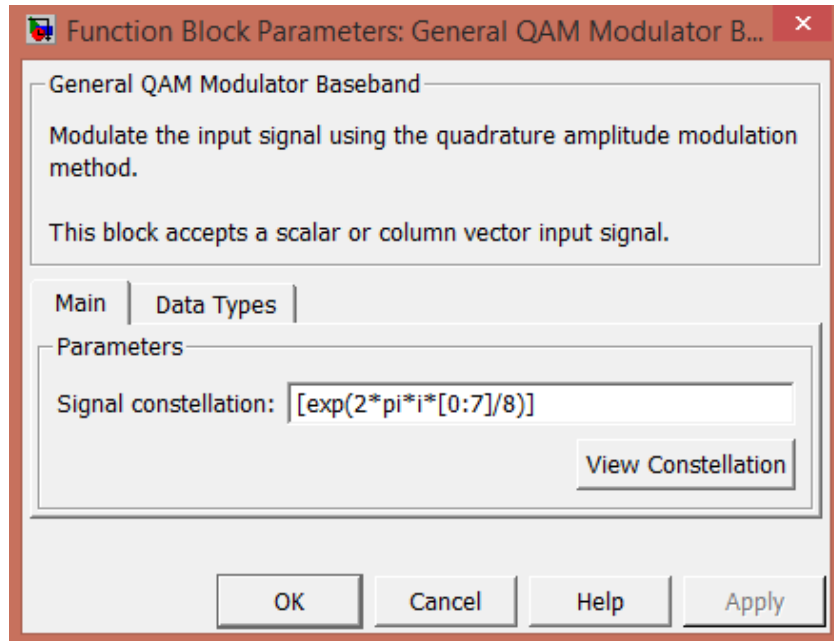 Function Block Parameters: General QAM Modulator B...
General QAM Modulator Baseband
Modulate the input signal using the quadrature amplitude modulation
method.
This block accepts a scalar or column vector input signal.
Main Data Types
Parameters
Signal constellation: [exp(2*pi*i*[0:7]/8)]
View Constellation
OK Cancel Help Apply